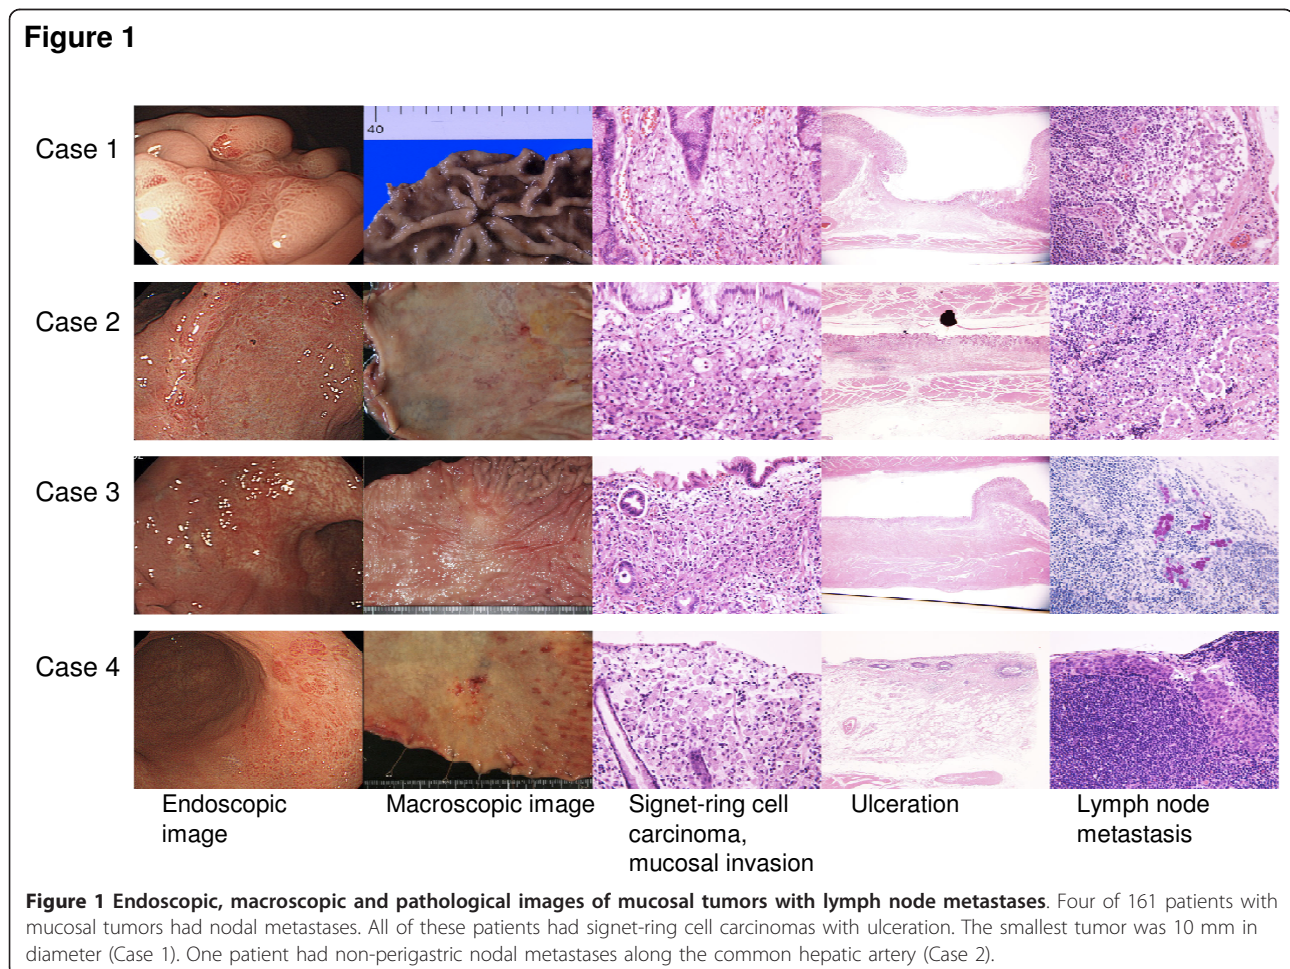 Figure 1
40
Case 1
Case 2
Case 3
Case 4
Endoscopic
image
Macroscopic image
Signet-ring cell
carcinoma,
mucosal invasion
Ulceration
Lymph node
metastasis
Figure 1 Endoscopic, macroscopic and pathological images of mucosal tumors with lymph node metastases. Four of 161 patients with
mucosal tumors had nodal metastases. All of these patients had signet-ring cell carcinomas with ulceration. The smallest tumor was 10 mm in
diameter (Case 1). One patient had non-perigastric nodal metastases along the common hepatic artery (Case 2).